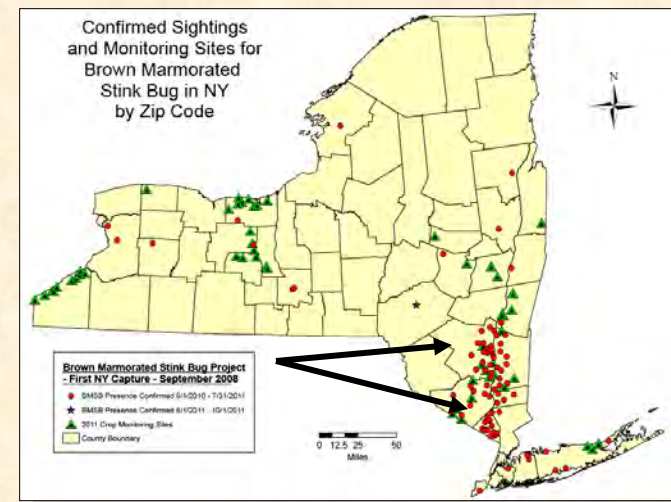 Confirmed Sightings
and Monitoring Sites for
Brown Marmorated
Stink Bug in NY
by Zip Code
N
Brown Marmorated Stink Bug Project
- First NY Capture - September 2008
BMSB Presence Confirmed 9/1/2010 - 7/31/2011
BMSB Presence Confirmed 8/1/2011 - 10/1/2011
2011 Crop Monitoring Sites
County Boundary
0 12.5 25 50
Miles